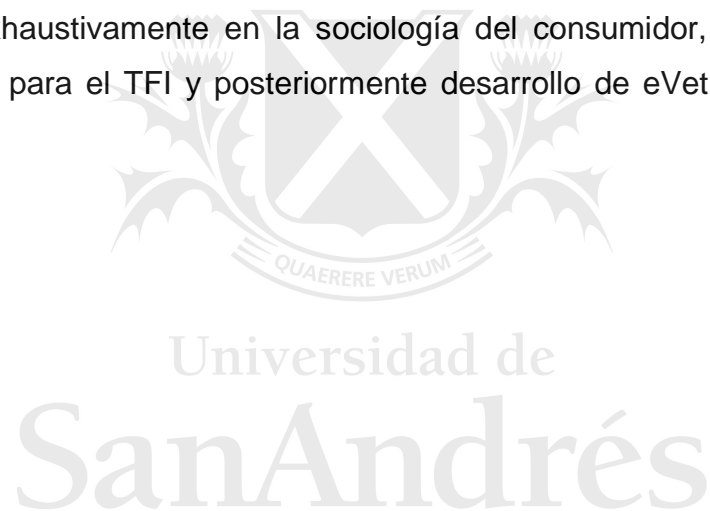 haustivamente en la sociología del consumidor,
para el TFI y posteriormente desarrollo de eVet
QUAERERE VERUM
Universidad de
SanAndrés